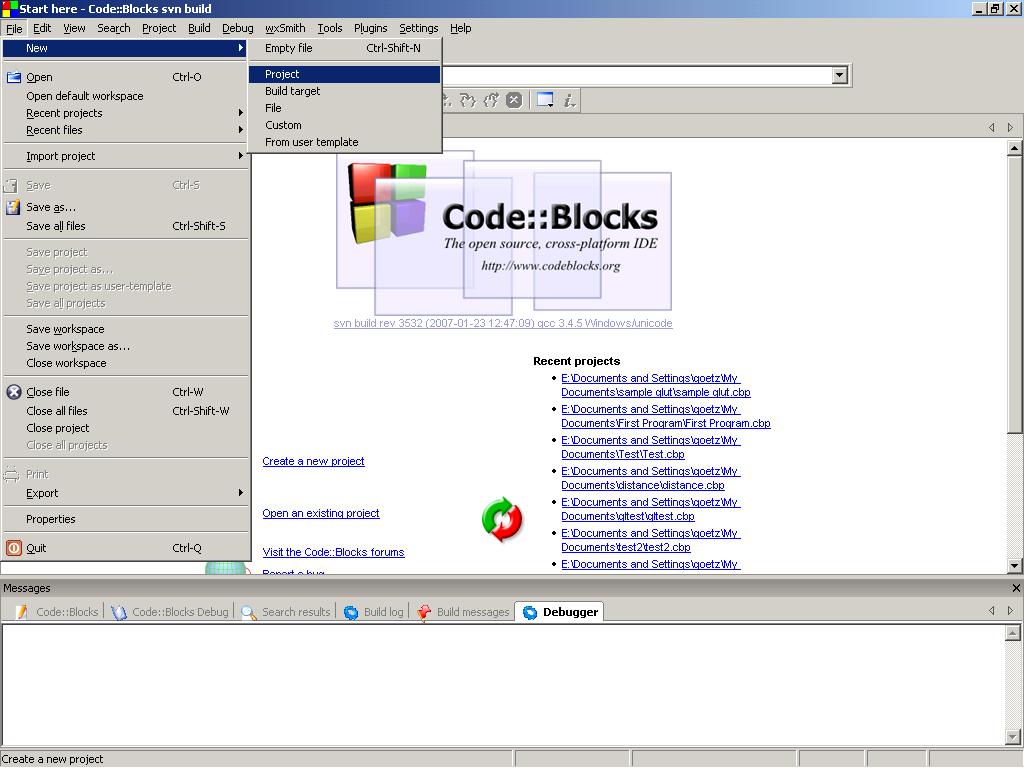 Start here - Code::Blocks svn build
File Edit View Search Project Build Debug wxSmith Tools Plugins Settings Help
New
Open Ctrl-O
Open default workspace
Recent projects
Recent files
Import project
Save Ctrl-S
Save as...
Save all files Ctrl-Shift-S
Save project
Save project as...
Save project as user-template
Save all projects
Save workspace
Save workspace as...
Close workspace
Close file Ctrl-W
Close all files Ctrl-Shift-W
Close project
Close all projects
Print
Export
Properties
Quit Ctrl-Q
Empty file Ctrl-Shift-N
Project
Build target
File
Custom
From user template
Code::Blocks
The open source, cross-platform IDE
http://www.codeblocks.org
svn build rev 3532 (2007-01-23 12:47:09) gcc 3.4.5 Windows/unicode
Create a new project
Open an existing project
Visit the Code::Blocks forums
Report a bug
Recent projects
E:\Documents and Settings\goetz\My
Documents\sample glut\sample glut.cbp
E:\Documents and Settings\goetz\My
Documents\First Program\First Program.cbp
E:\Documents and Settings\goetz\My
Documents\Test\Test.cbp
E:\Documents and Settings\goetz\My
Documents\distance\distance.cbp
E:\Documents and Settings\goetz\My
Documents\gltest\gltest.cbp
E:\Documents and Settings\goetz\My
Documents\test2\test2.cbp
E:\Documents and Settings\goetz\My
Messages
Code::Blocks Code::Blocks Debug Search results Build log Build messages Debugger
Create a new project